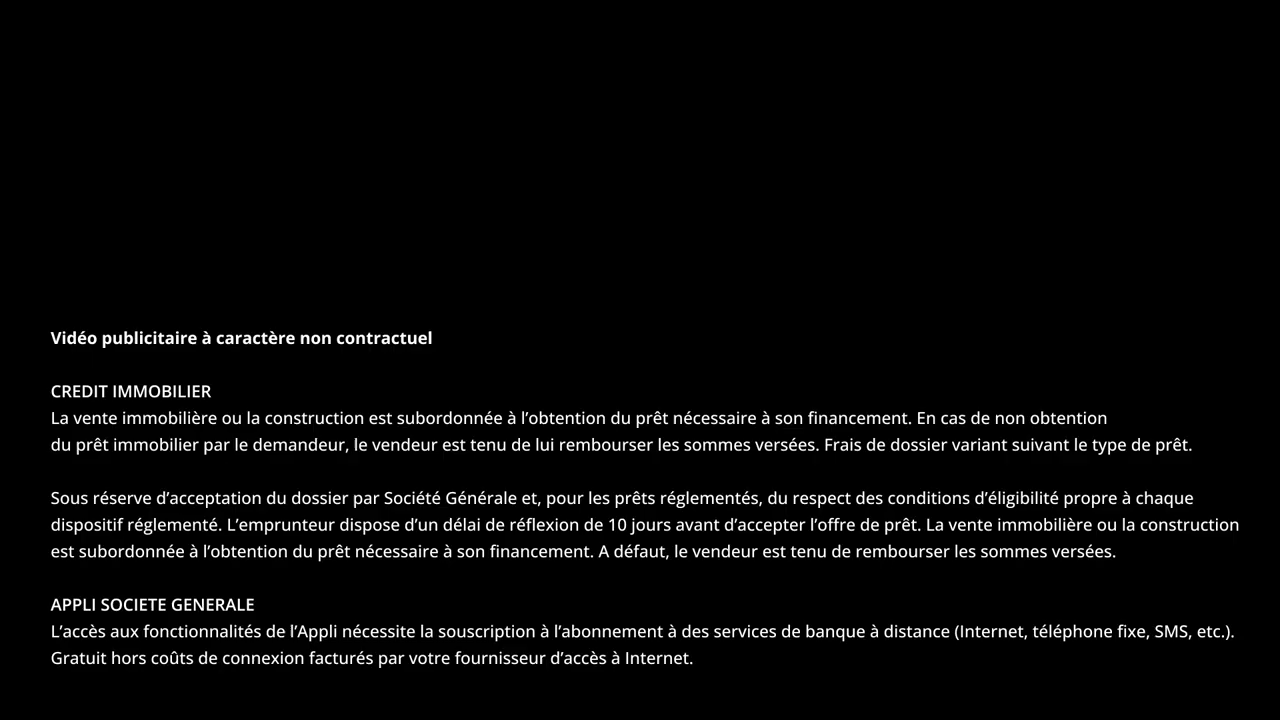 Vidéo publicitaire à caractère non contractuel
CREDIT IMMOBILIER
La vente immobilière ou la construction est subordonnée à l’obtention du prêt nécessaire à son financement. En cas de non obtention
du prêt immobilier par le demandeur, le vendeur est tenu de lui rembourser les sommes versées. Frais de dossier variant suivant le type de prêt.
Sous réserve d’acceptation du dossier par Société Générale et, pour les prêts réglementés, du respect des conditions d’éligibilité propre à chaque
dispositif réglementé. L’emprunteur dispose d’un délai de réflexion de 10 jours avant d’accepter l’offre de prêt. La vente immobilière ou la construction
est subordonnée à l’obtention du prêt nécessaire à son financement. A défaut, le vendeur est tenu de rembourser les sommes versées.
APPLI SOCIETE GENERALE
L’accès aux fonctionnalités de l’Appli nécessite la souscription à l’abonnement à des services de banque à distance (Internet, téléphone fixe, SMS, etc.).
Gratuit hors coûts de connexion facturés par votre fournisseur d’accès à Internet.